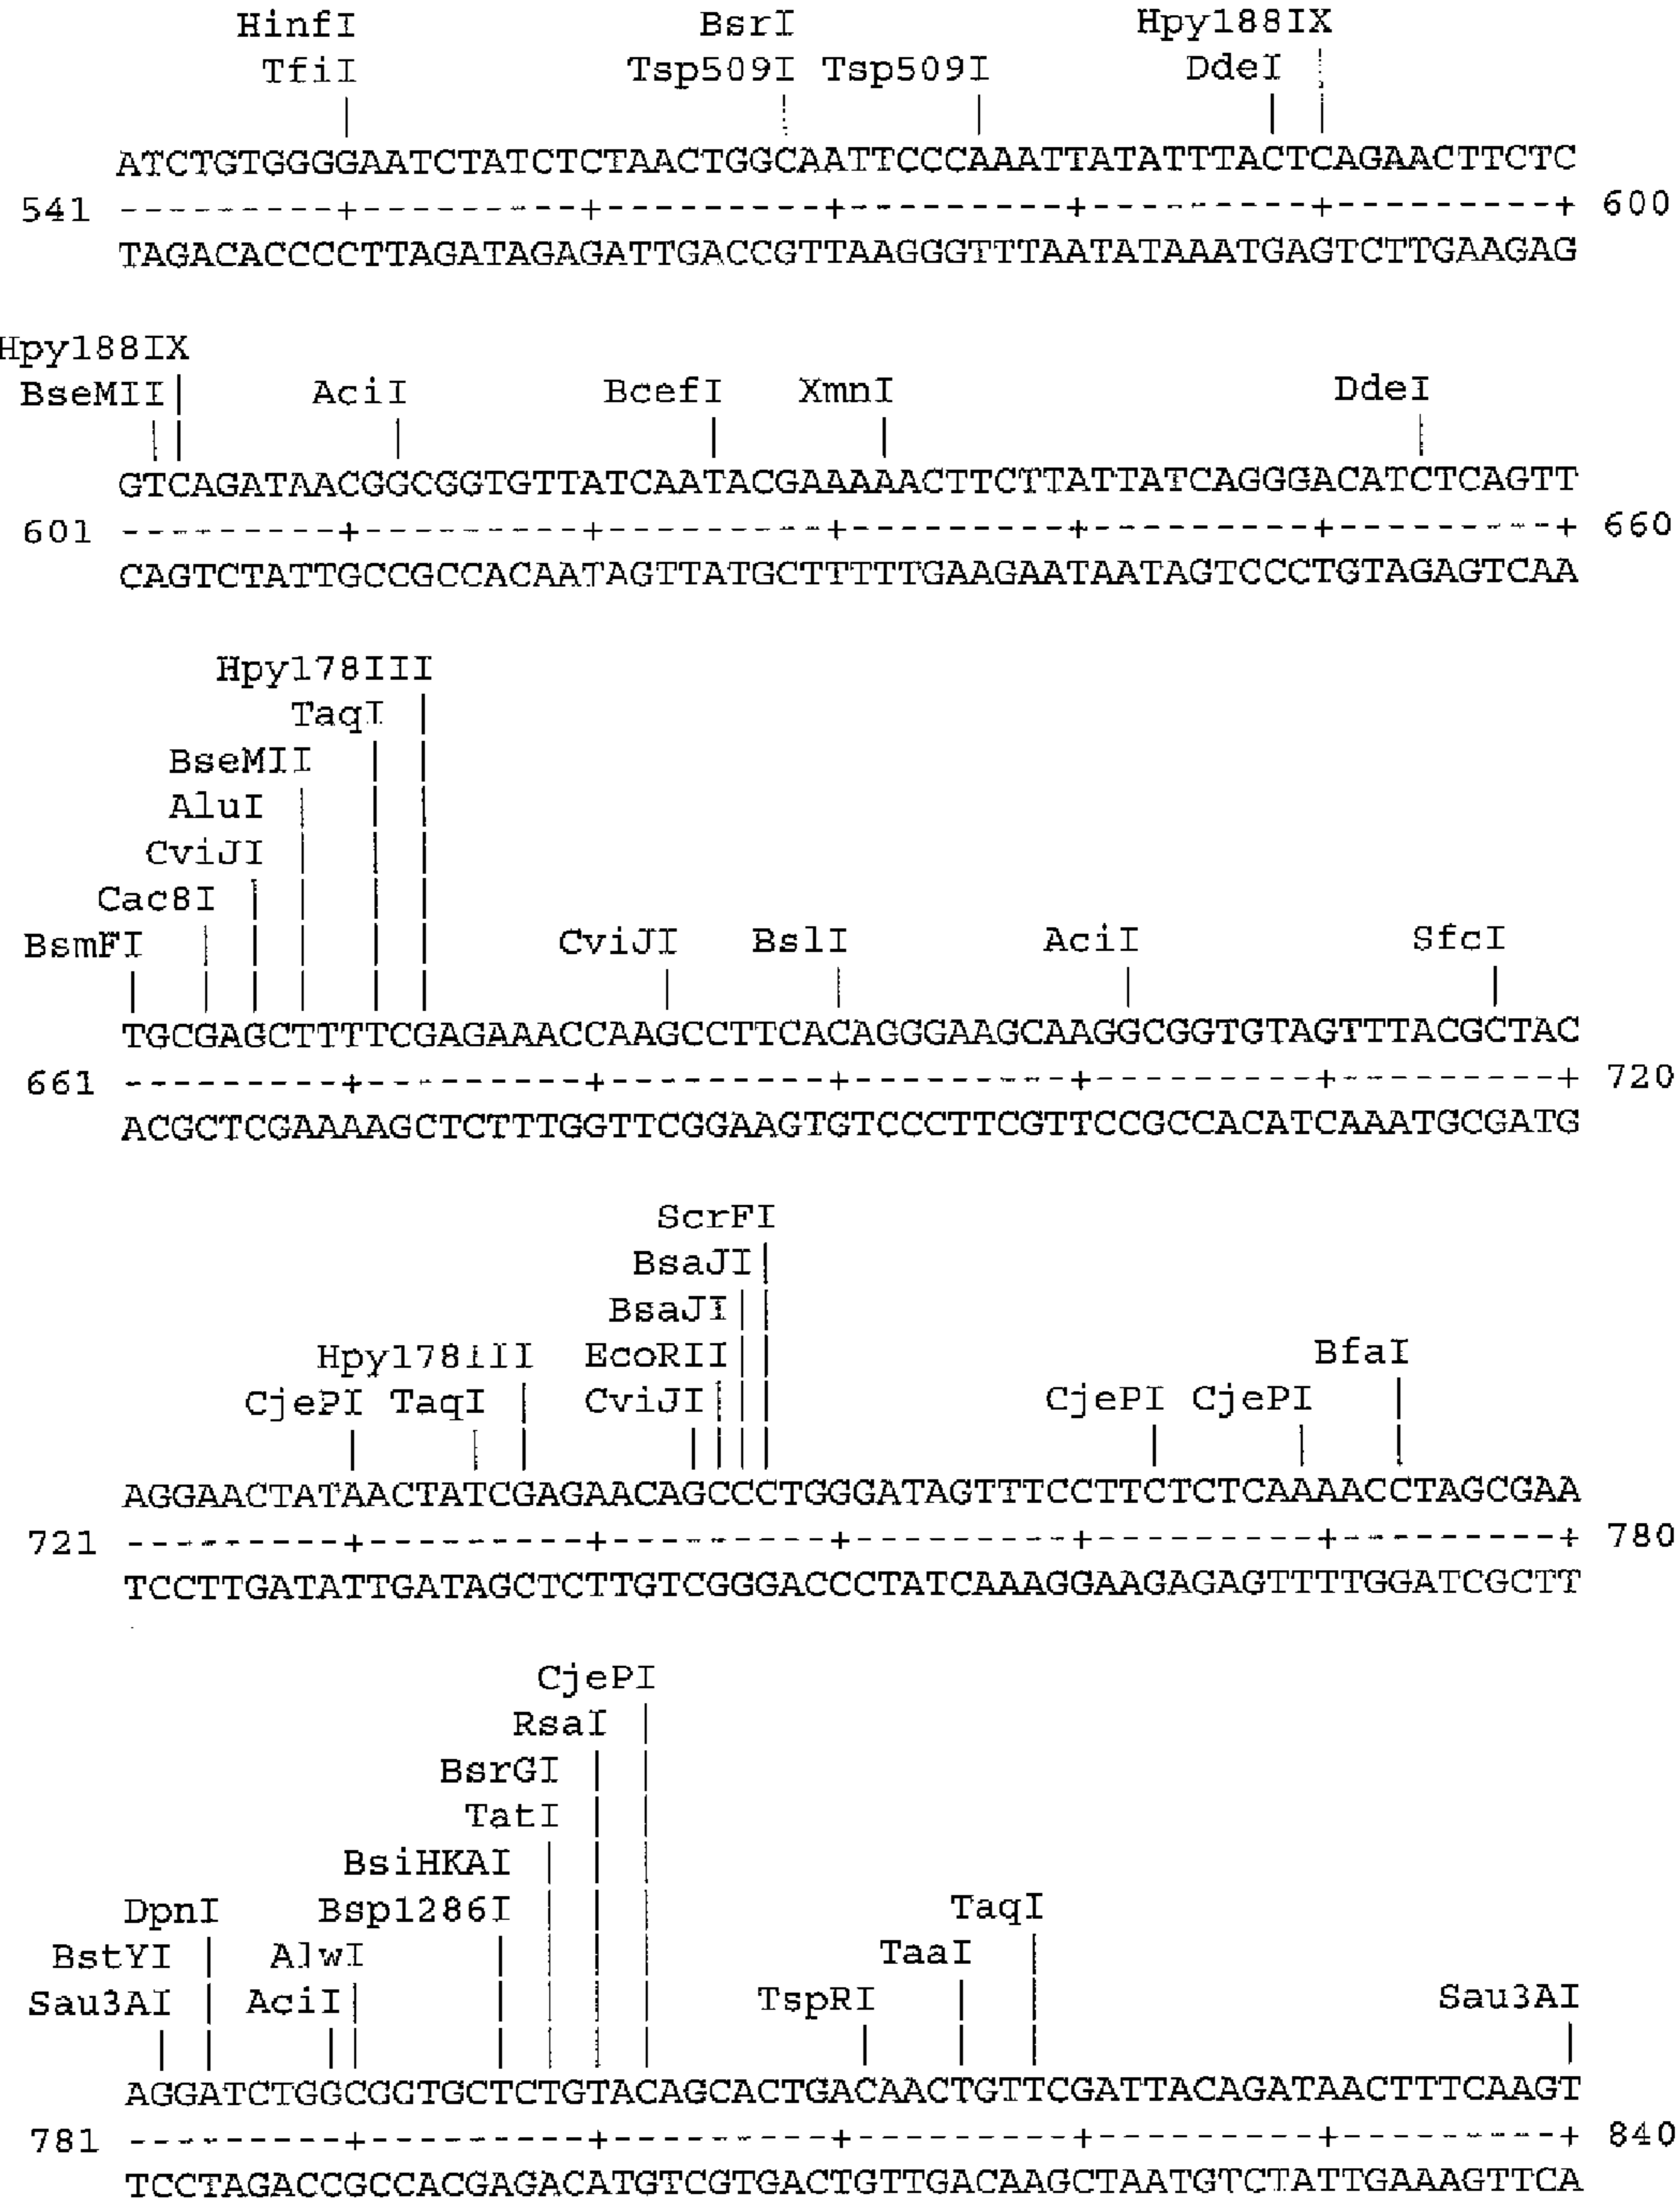 HinfI BsrI Hpy188IX
TfiI Tsp509I Tsp509I DdeI
ATCTGTGGGGAATCTATCTCTAACTGGCAATTCCCAAATTATATTTACTCAGAACTTCTC
541 ---------+---------+---------+---------+---------+---------+ 600
TAGACACCCCTTAGATAGAGATTGACCGTTAAGGGTTTAATATAAATGAGTCTTGAAGAG
Hpy188IX
BseMII AciI BcefI XmnI DdeI
GTCAGATAACGGCGGTGTTATCAATACGAAAAACTTCTTATTATCAGGGACATCTCAGTT
601 ---------+---------+---------+---------+---------+---------+ 660
CAGTCTATTGCCGCCACAATAGTTATGCTTTTTGAAGAATAATAGTCCCTGTAGAGTCAA
Hpy178III
TaqI
BseMII
AluI
CviJI
Cac8I
BsmFI CviJI BslI AciI SfcI
TGCGAGCTTTTCGAGAAACCAAGCCTTCACAGGGAAGCAAGGCGGTGTAGTTTACGCTAC
661 ---------+---------+---------+---------+---------+---------+ 720
ACGCTCGAAAAGCTCTTTGGTTCGGAAGTGTCCCTTCGTTCCGCCACATCAAATGCGATG
ScrFI
BsaJI
BsaJI
Hpy178III EcoRII BfaI
CjePI TaqI CviJI CjePI CjePI
AGGAACTATAACTATCGAGAACAGCCCTGGGATAGTTTCCTTCTCTCAAAACCTAGCGAA
721 ---------+---------+---------+---------+---------+---------+ 780
TCCTTGATATTGATAGCTCTTGTCGGGACCCTATCAAAGGAAGAGAGTTTTGGATCGCTT
CjePI
RsaI
BsrGI
TatI
BsiHKAI
DpnI Bsp1286I TaqI
BstYI AlwI TaaI
Sau3AI AciI TspRI Sau3AI
AGGATCTGGCGGTGCTCTGTACAGCACTGACAACTGTTCGATTACAGATAACTTTCAAGT
781 ---------+---------+---------+---------+---------+---------+ 840
TCCTAGACCGCCACGAGACATGTCGTGACTGTTGACAAGCTAATGTCTATTGAAAGTTCA